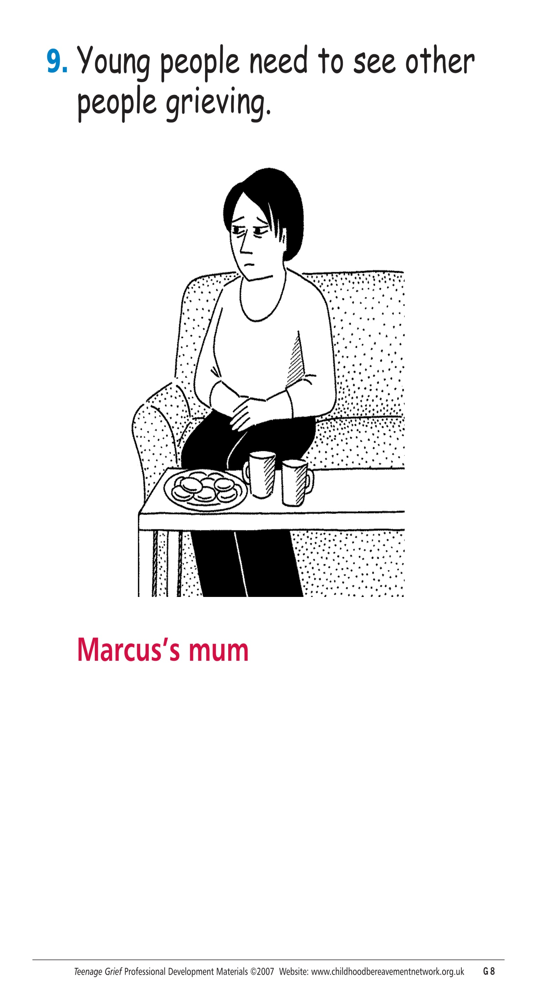 9. Young people need to see other
people grieving.
Marcus’s mum
Teenage Grief Professional Development Materials ©2007 Website: www.childhoodbereavementnetwork.org.uk G 8